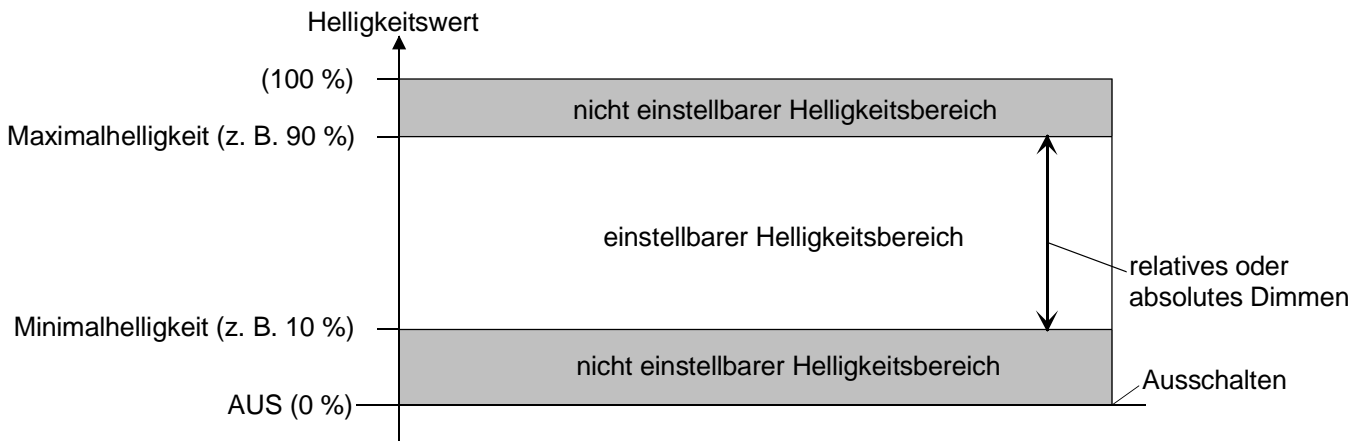 Helligkeitswert
(100 %)
nicht einstellbarer Helligkeitsbereich
Maximalhelligkeit (z. B. 90 %)
einstellbarer Helligkeitsbereich
relatives oder
absolutes Dimmen
Minimalhelligkeit (z. B. 10 %)
nicht einstellbarer Helligkeitsbereich
Ausschalten
AUS (0 %)